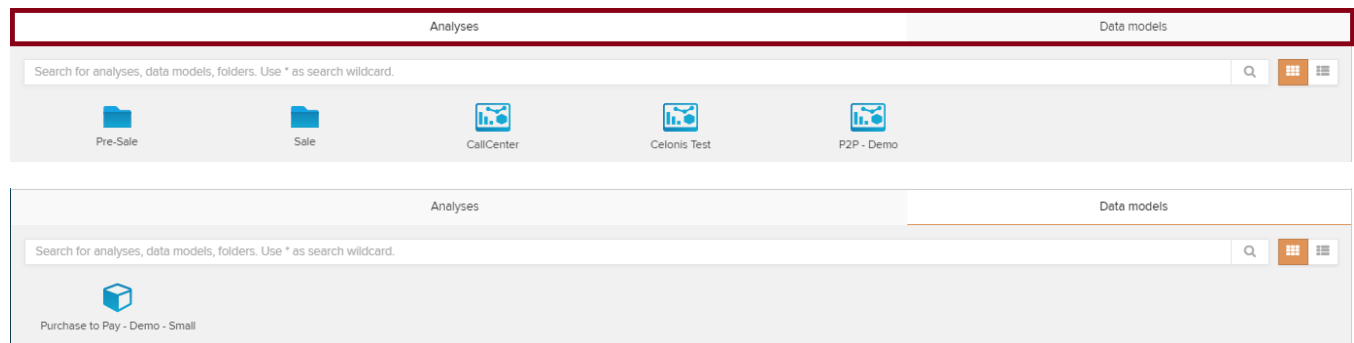 Analyses Data models
Search for analyses, data models, folders. Use * as search wildcard.
Pre-Sale Sale CallCenter Celonis Test P2P - Demo
Analyses Data models
Search for analyses, data models, folders. Use * as search wildcard.
Purchase to Pay - Demo - Small